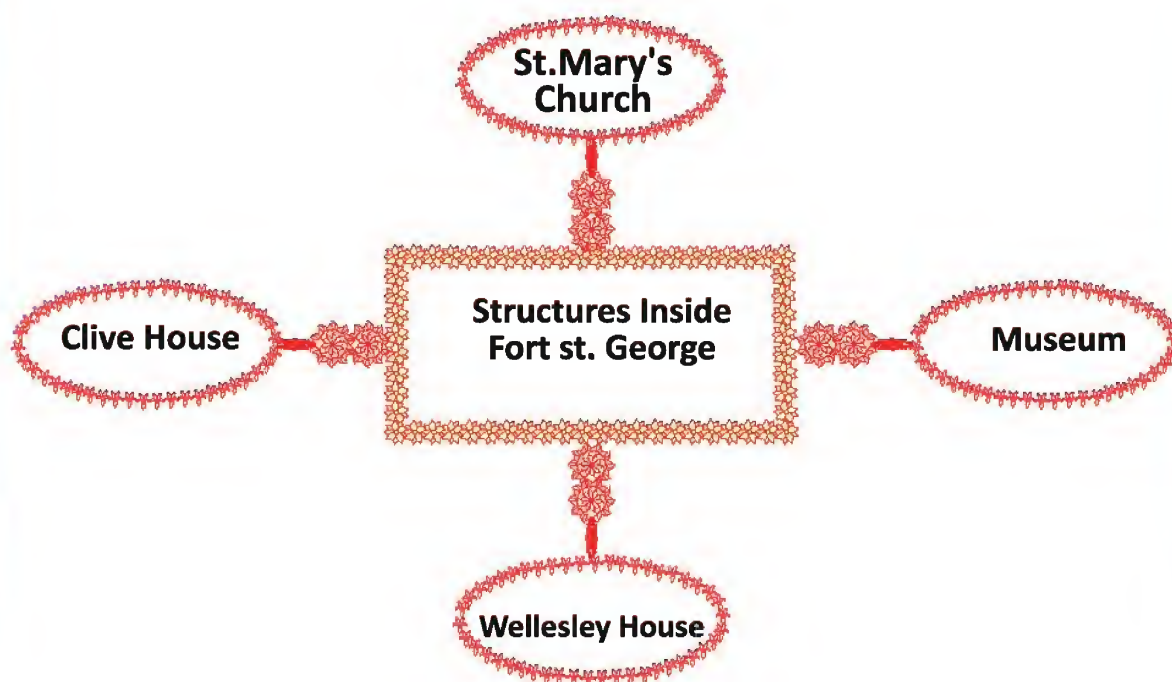 St.Mary's
Church
Clive House
Structures Inside
Fort st. George
Museum
Wellesley House